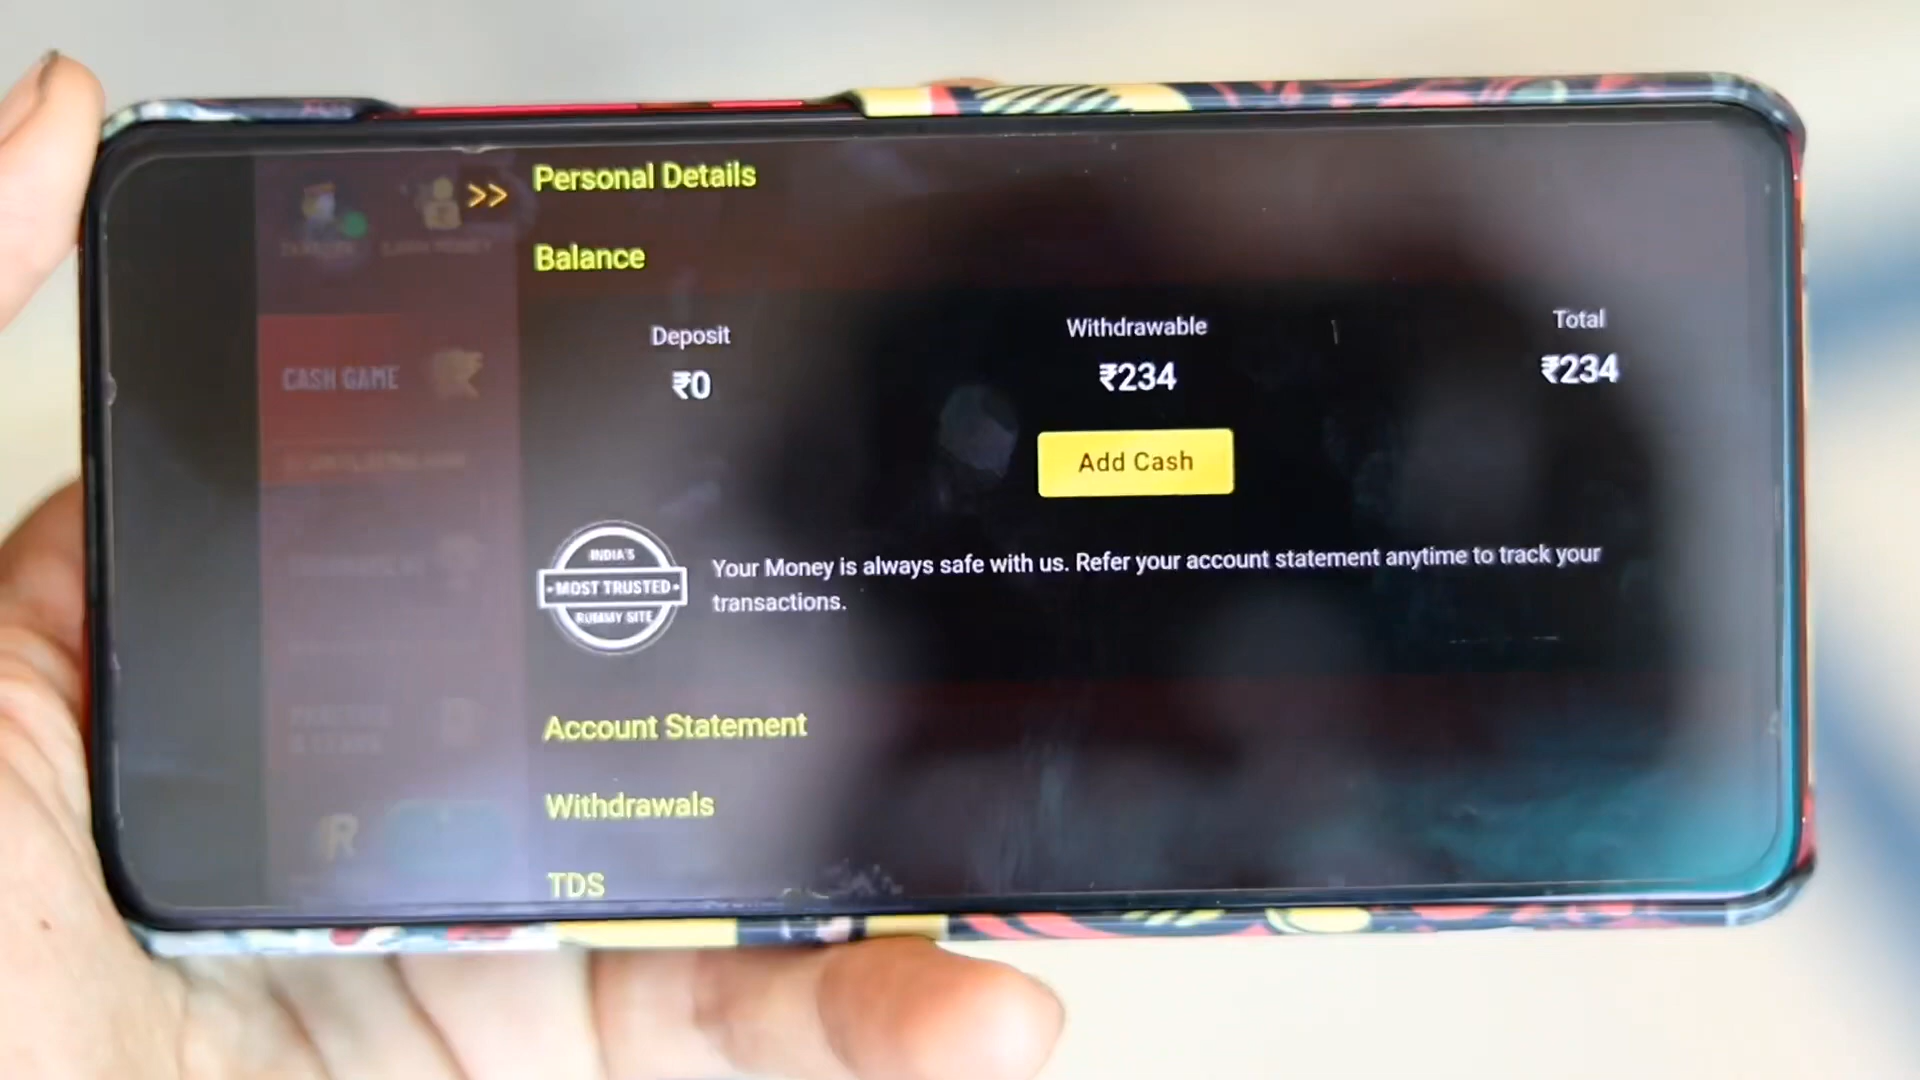 >>
Personal Details
Balance
Deposit
₹0
Withdrawable
₹234
Total
₹234
CASH GAME
Add Cash
INDIA'S
MOST TRUSTED
RUMMY SITE
Your Money is always safe with us. Refer your account statement anytime to track your
transactions.
Account Statement
Withdrawals
TDS